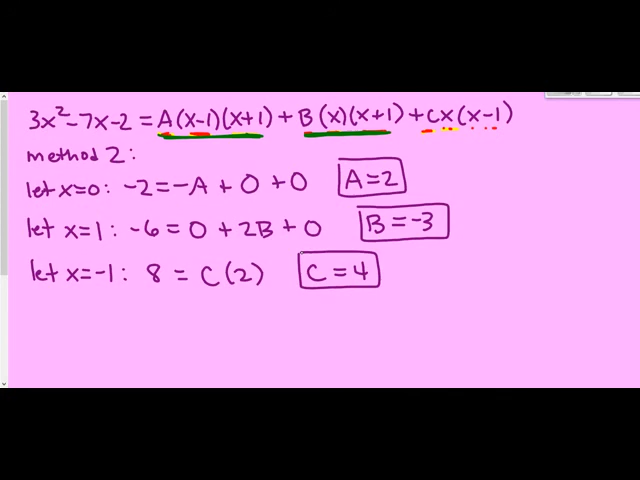 3x²-7x-2 = A(x-1)(x+1) + B(x)(x+1) + Cx(x-1)
method 2:
let x=0: -2=-A + 0 + 0 A=2
let x=1: -6 = 0 + 2B + 0 B=-3
let x=-1: 8 = C(2) C=4